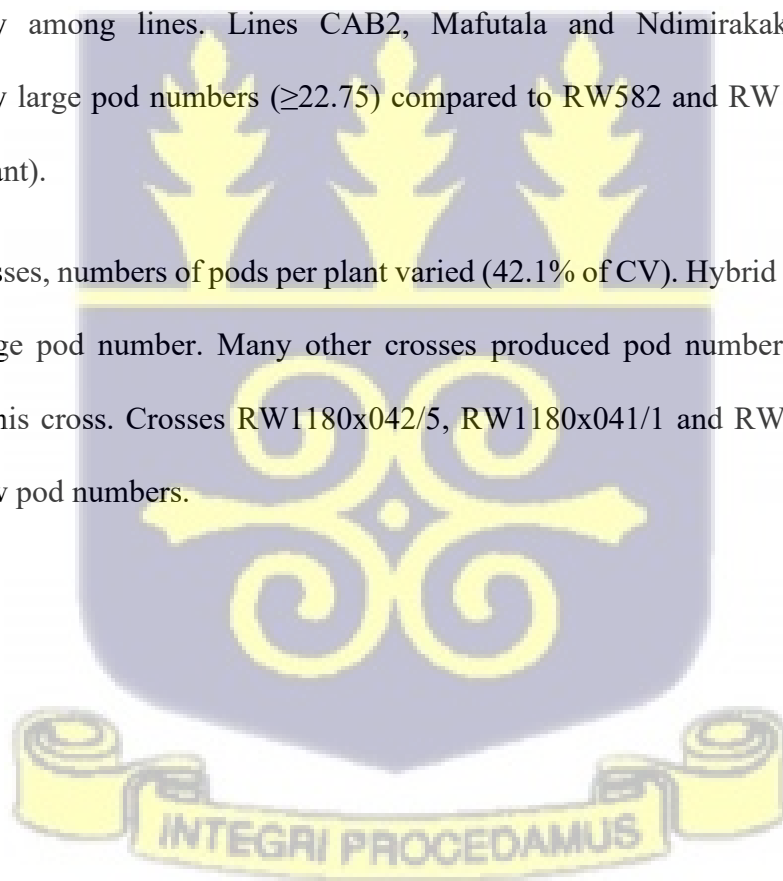 among lines. Lines CAB2, Mafutala and Ndimirakak
large pod numbers (≥22.75) compared to RW582 and RW
ant).
sses, numbers of pods per plant varied (42.1% of CV). Hybrid
ge pod number. Many other crosses produced pod number
his cross. Crosses RW1180x042/5, RW1180x041/1 and RW
pod numbers.
INTEGRI PROCEDAMUS